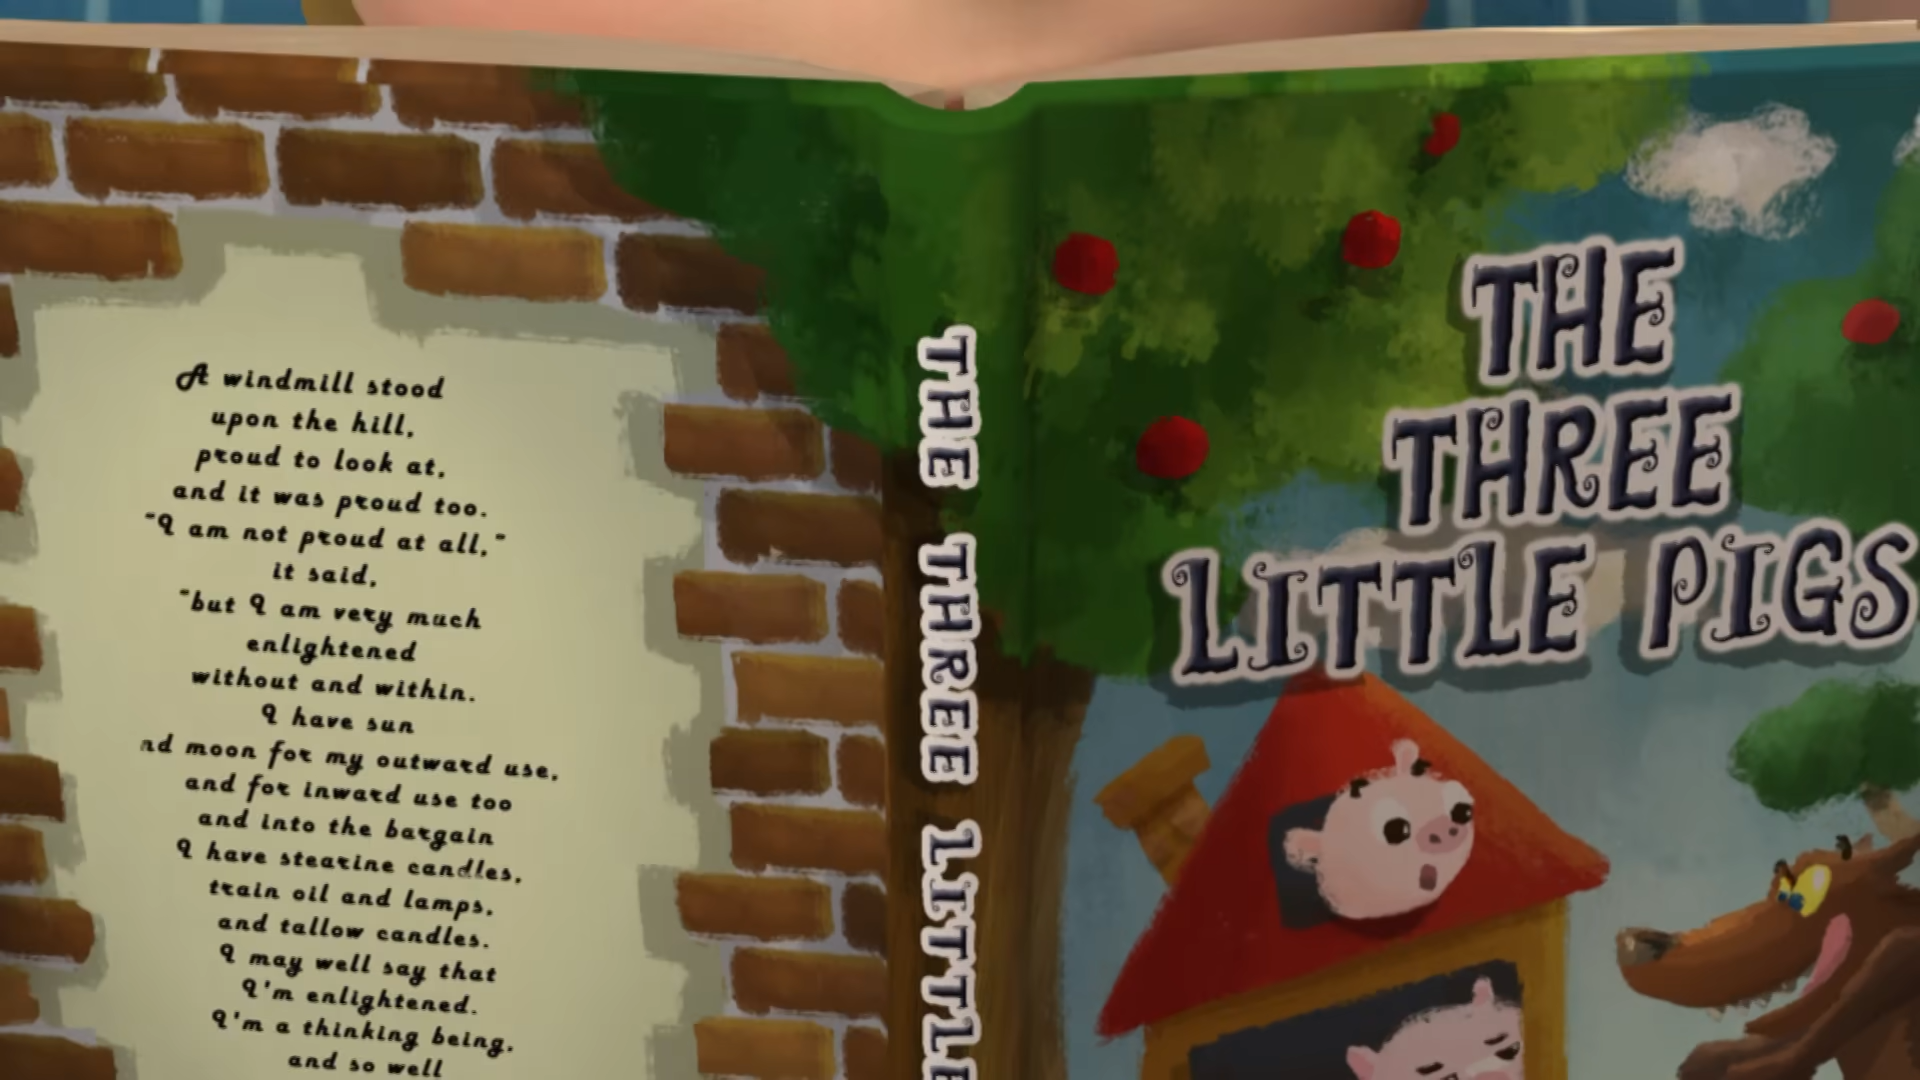 A windmill stood
upon the hill,
proud to look at,
and it was proud too.
"I am not proud at all,"
it said,
"but I am very much
enlightened
without and within.
I have sun
nd moon for my outward use,
and for inward use too
and into the bargain
I have stearine candles,
train oil and lamps,
and tallow candles.
I may well say that
I'm enlightened.
I'm a thinking being,
and so well
THE THREE LITTLE
THE
THREE
LITTLE PIGS